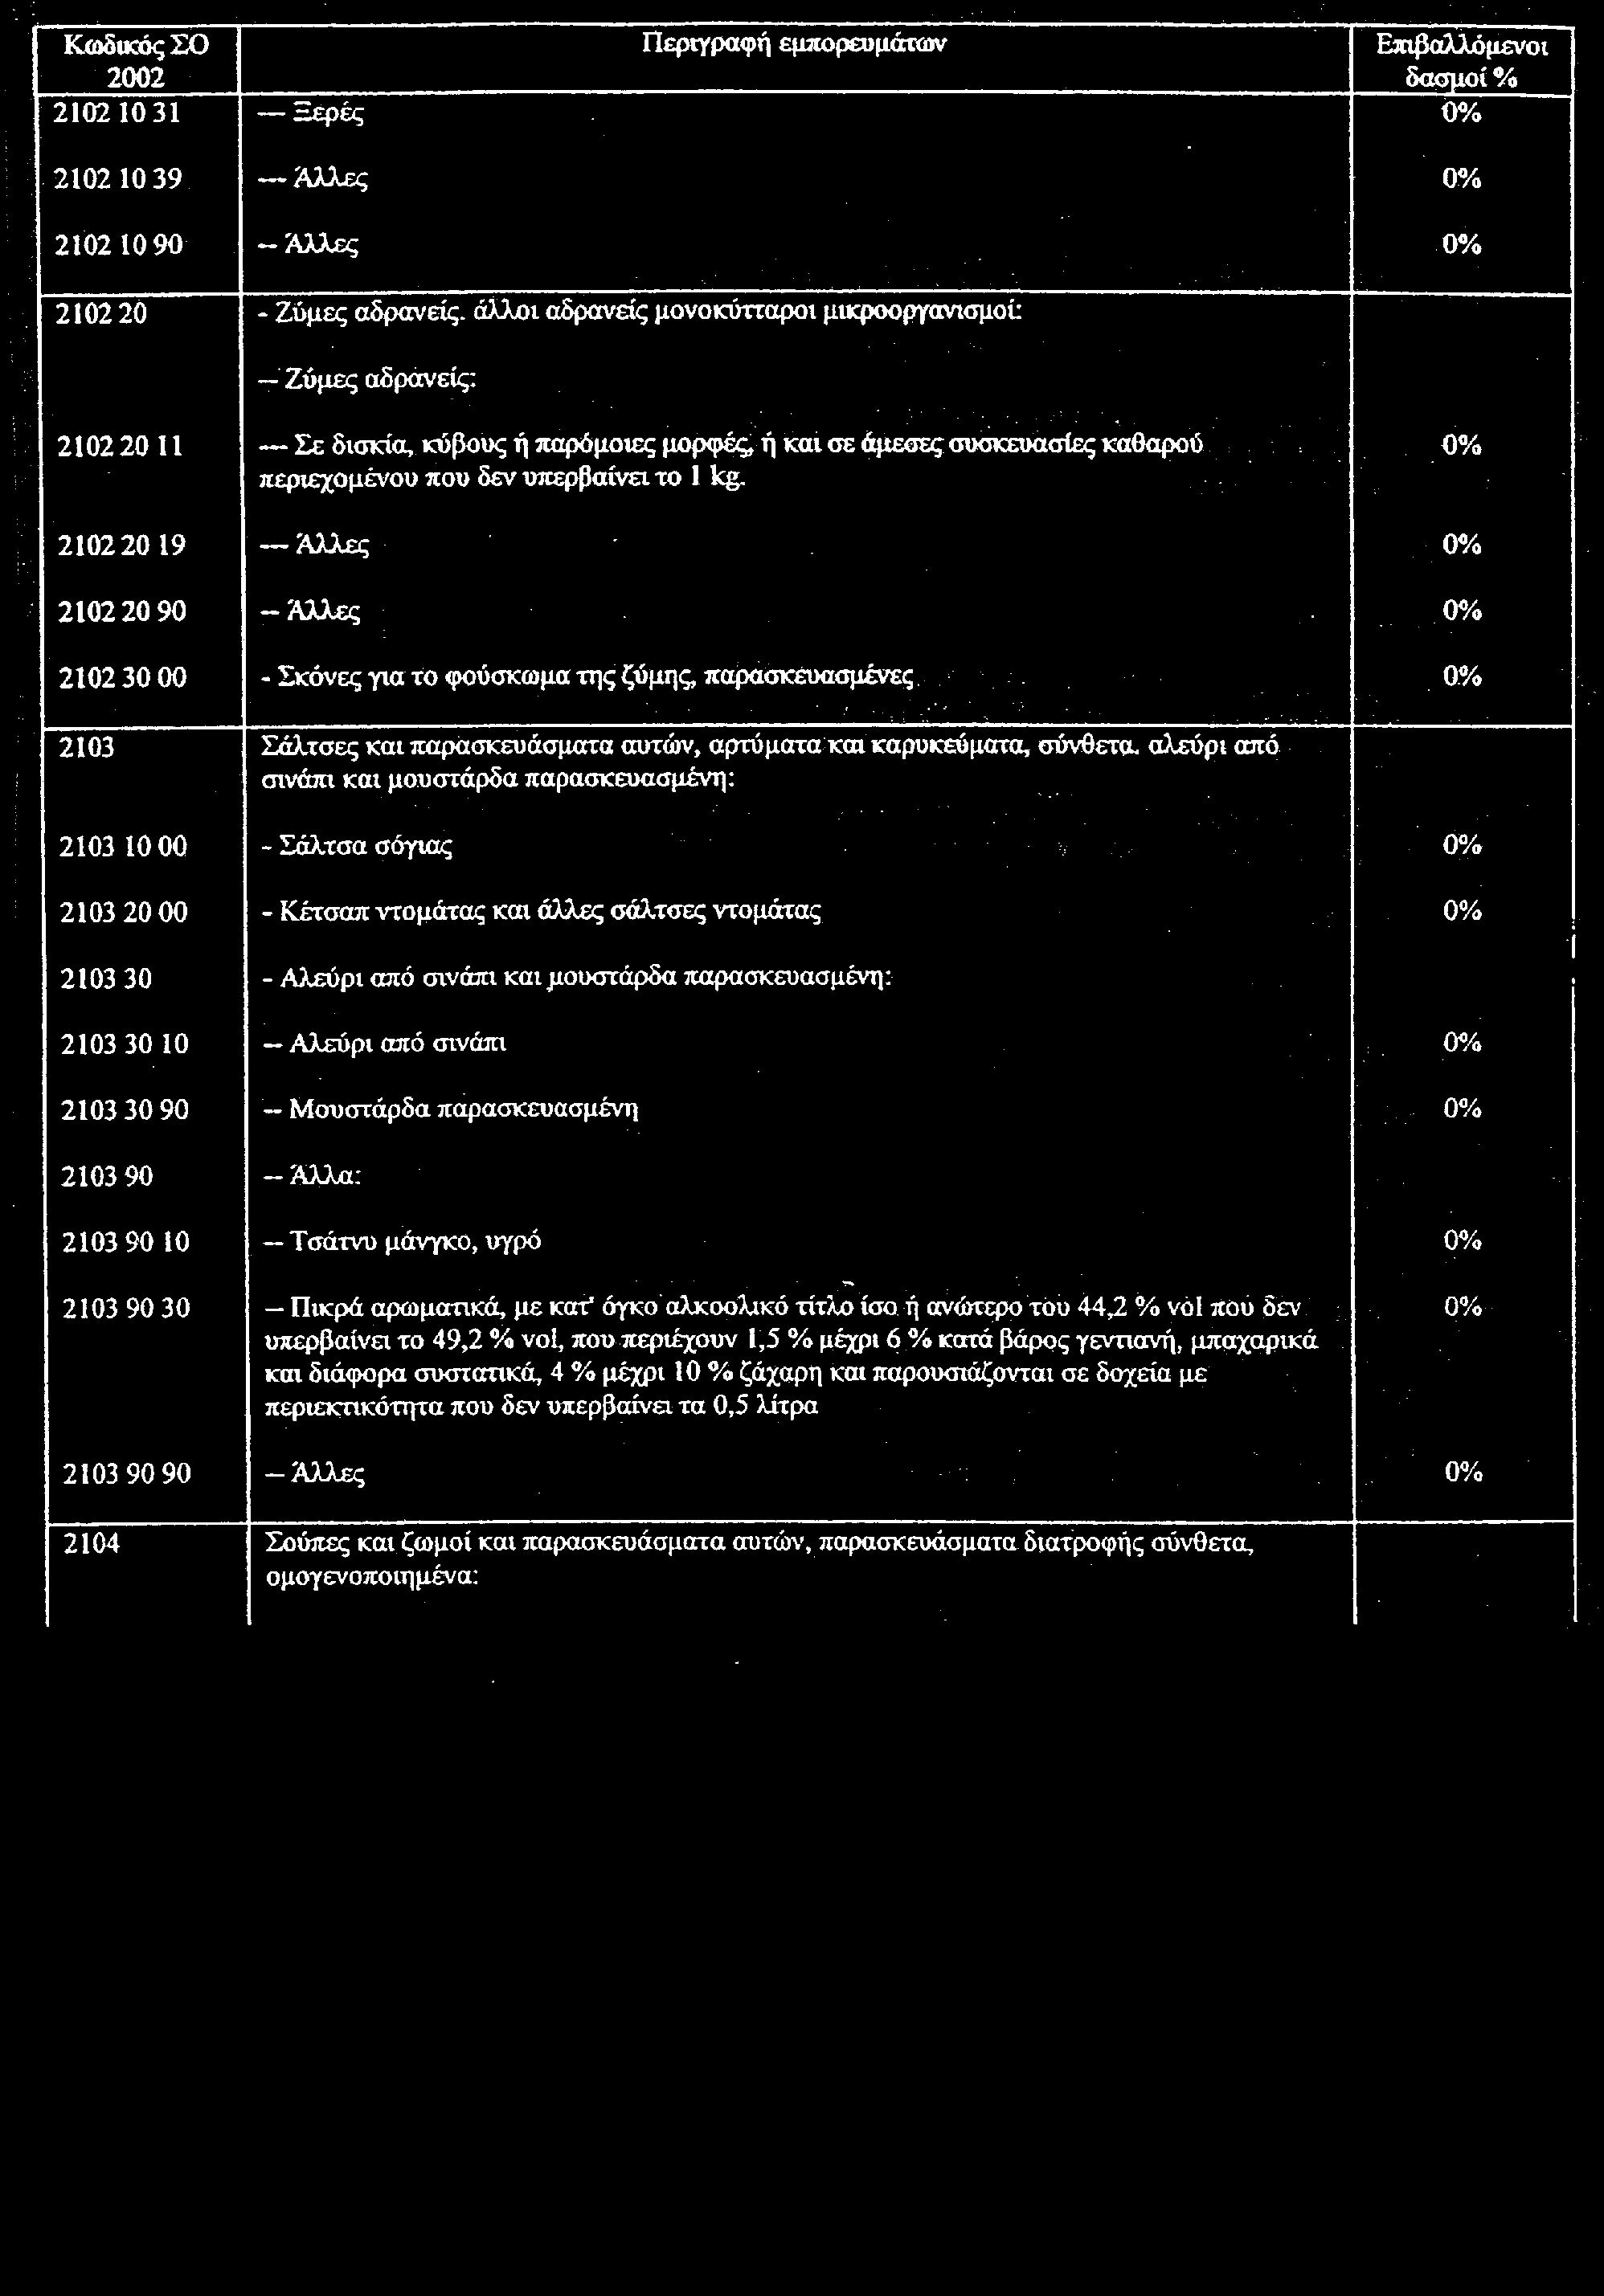 Κωδικός ΣΟ Περιγραφή εμπορευμάτων Επιβαλλόμενοι
2002 δασμοί %
2102 10 31 — Ξερές 0%
2102 10 39 — Άλλες 0%
2102 10 90 – Άλλες 0%
2102 20 - Ζύμες αδρανείς. άλλοι αδρανείς μονοκύτταροι μικροοργανισμοί:
– Ζύμες αδρανείς:
2102 20 11 — Σε δισκία, κύβους ή παρόμοιες μορφές, ή και σε άμεσες συσκευασίες καθαρού 0%
περιεχομένου που δεν υπερβαίνει το 1 kg.
2102 20 19 — Άλλες 0%
2102 20 90 – Άλλες 0%
2102 30 00 - Σκόνες για το φούσκωμα της ζύμης, παρασκευασμένες 0%
2103 Σάλτσες και παρασκευάσματα αυτών, αρτύματα και καρυκεύματα, σύνθετα. αλεύρι από
σινάπι και μουστάρδα παρασκευασμένη:
2103 10 00 - Σάλτσα σόγιας 0%
2103 20 00 - Κέτσαπ ντομάτας και άλλες σάλτσες ντομάτας 0%
2103 30 - Αλεύρι από σινάπι και μουστάρδα παρασκευασμένη:
2103 30 10 – Αλεύρι από σινάπι 0%
2103 30 90 – Μουστάρδα παρασκευασμένη 0%
2103 90 – Άλλα:
2103 90 10 – Τσάτνυ μάνγκο, υγρό 0%
2103 90 30 – Πικρά αρωματικά, με κατ' όγκο αλκοολικό τίτλο ίσο ή ανώτερο του 44,2 % vol που δεν 0%
υπερβαίνει το 49,2 % vol, που περιέχουν 1,5 % μέχρι 6 % κατά βάρος γεντιανή, μπαχαρικά
και διάφορα συστατικά, 4 % μέχρι 10 % ζάχαρη και παρουσιάζονται σε δοχεία με
περιεκτικότητα που δεν υπερβαίνει τα 0,5 λίτρα
2103 90 90 – Άλλες 0%
2104 Σούπες και ζωμοί και παρασκευάσματα αυτών, παρασκευάσματα διατροφής σύνθετα,
ομογενοποιημένα: